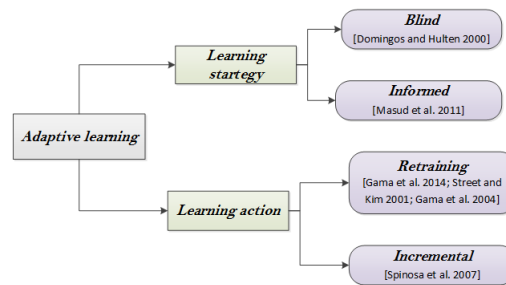 Blind
[Domingos and Hulten 2000]
Learning
startegy
Informed
[Masud et al. 2011]
Adaptive learning
Retraining
[Gama et al. 2014; Street and
Kim 2001; Gama et al. 2004]
Learning action
Incremental
[Spinosa et al. 2007]